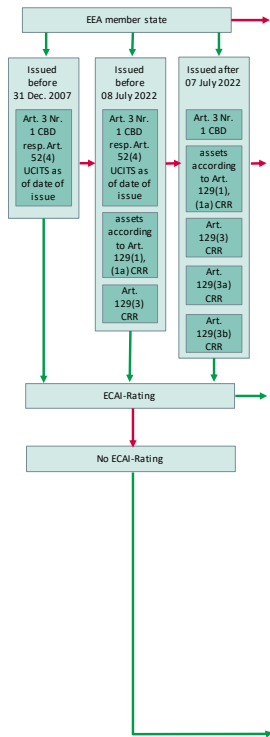 EEA member state
Issued
before
31 Dec. 2007
Art. 3 Nr.
1 CBD
resp. Art.
52(4)
UCITS as
of date of
issue
Issued
before
08 July 2022
Art. 3 Nr.
1 CBD
resp. Art.
52(4)
UCITS as
of date of
issue
assets
according
to Art.
129(1),
(1a) CRR
Art.
129(3)
CRR
Issued after
07 July 2022
Art. 3 Nr.
1 CBD
assets
according
to Art.
129(1),
(1a) CRR
Art.
129(3)
CRR
Art.
129(3a)
CRR
Art.
129(3b)
CRR
ECAI-Rating
No ECAI-Rating